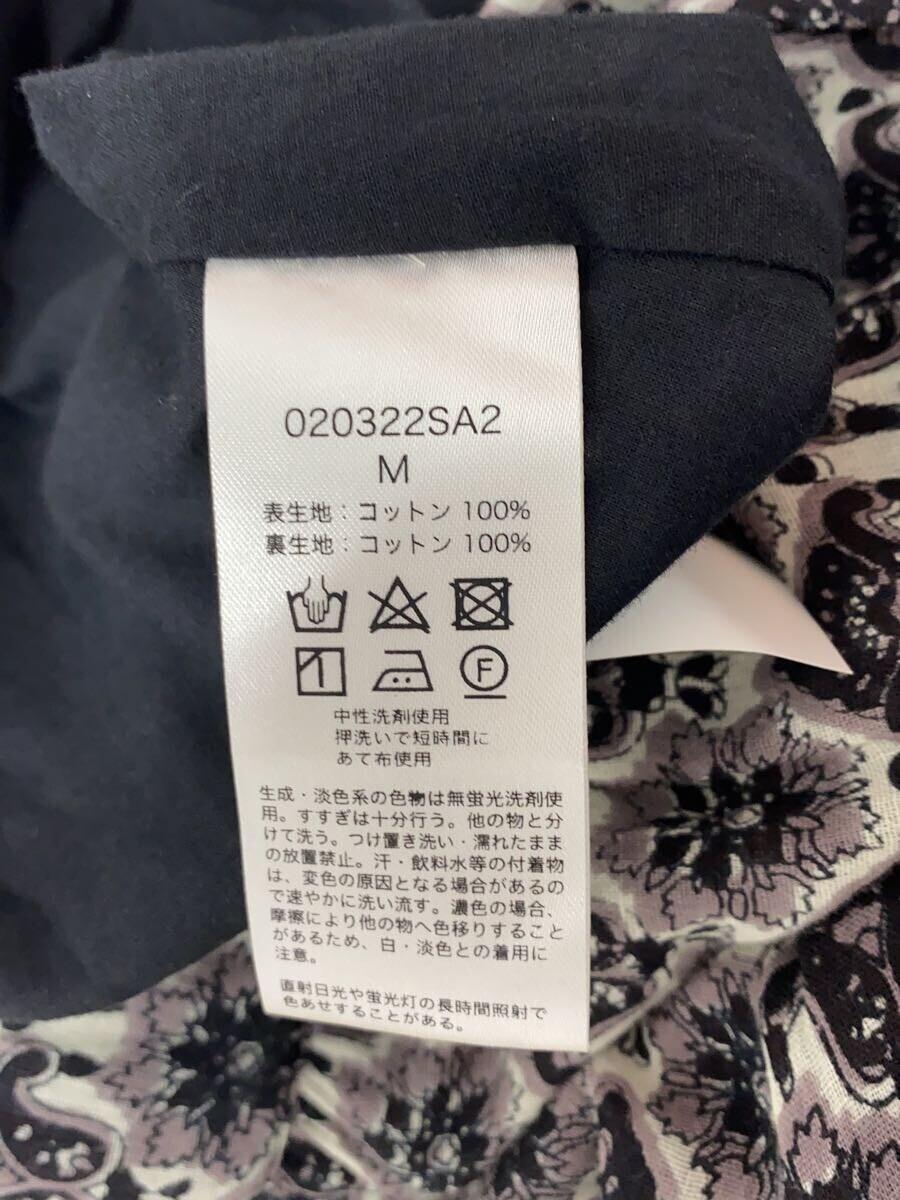 020322SA2
M
表生地：コットン 100%
裏生地：コットン 100%
F
中性洗剤使用
押洗いで短時間に
あて布使用
生成・淡色系の色物は無蛍光洗剤使
用。すすぎは十分行う。他の物と分
けて洗う。つけ置き洗い・濡れたまま
の放置禁止。汗・飲料水等の付着物
は、変色の原因となる場合があるの
で速やかに洗い流す。濃色の場合、
摩擦により他の物へ色移りすること
があるため、白・淡色との着用に
注意。
直射日光や蛍光灯の長時間照射で
色あせすることがある。